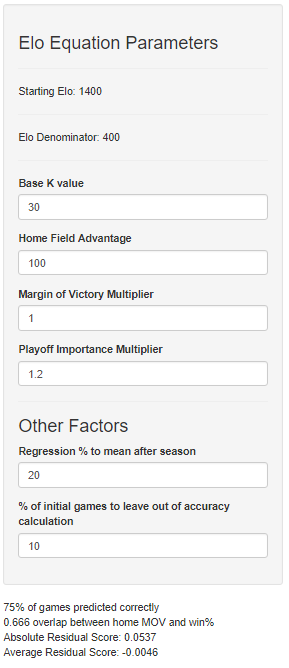 Elo Equation Parameters
Starting Elo: 1400
Elo Denominator: 400
Base K value
30
Home Field Advantage
100
Margin of Victory Multiplier
1
Playoff Importance Multiplier
1.2
Other Factors
Regression % to mean after season
20
% of initial games to leave out of accuracy
calculation
10
75% of games predicted correctly
0.666 overlap between home MOV and win%
Absolute Residual Score: 0.0537
Average Residual Score: -0.0046